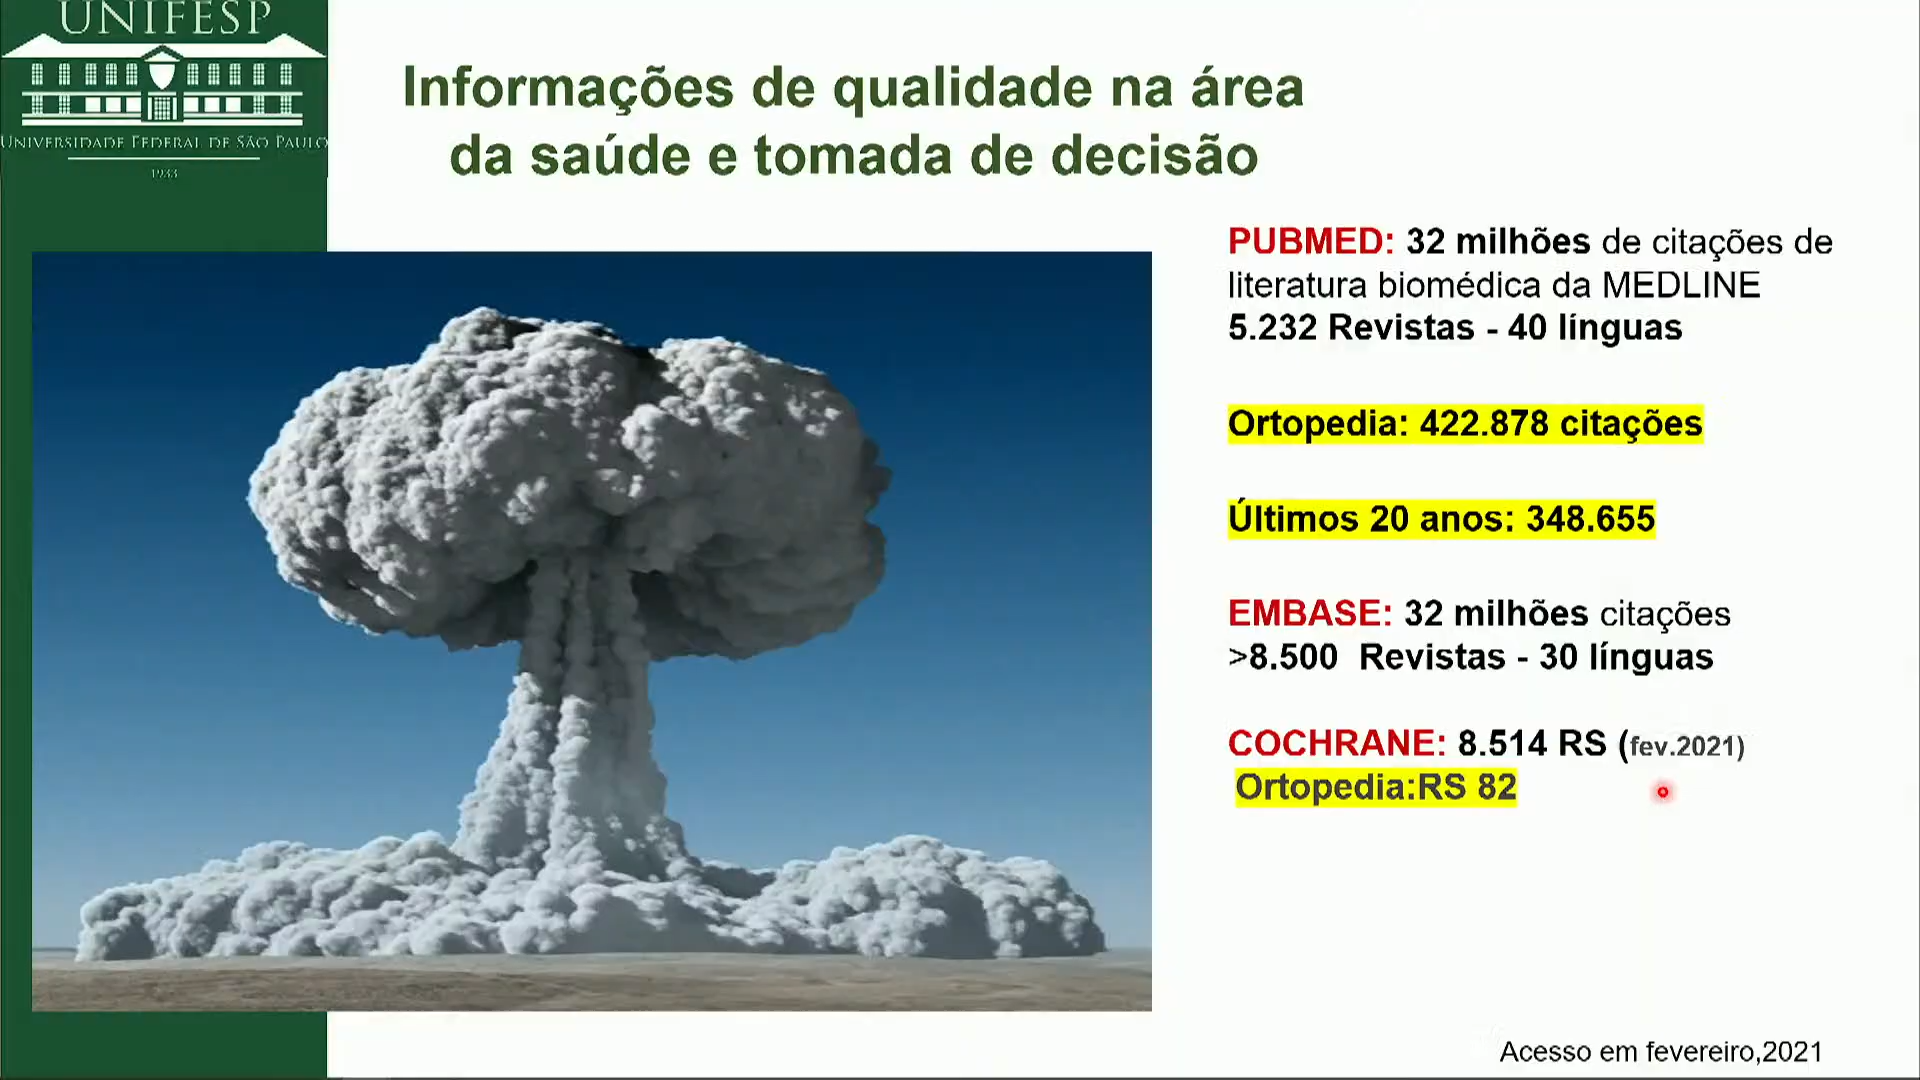 UNIFESP
UNIVERSIDADE FEDERAL DE SÃO PAULO
1933
Informações de qualidade na área
da saúde e tomada de decisão
PUBMED: 32 milhões de citações de
literatura biomédica da MEDLINE
5.232 Revistas - 40 línguas
Ortopedia: 422.878 citações
Últimos 20 anos: 348.655
EMBASE: 32 milhões citações
>8.500 Revistas - 30 línguas
COCHRANE: 8.514 RS (fev.2021)
Ortopedia:RS 82
Acesso em fevereiro,2021